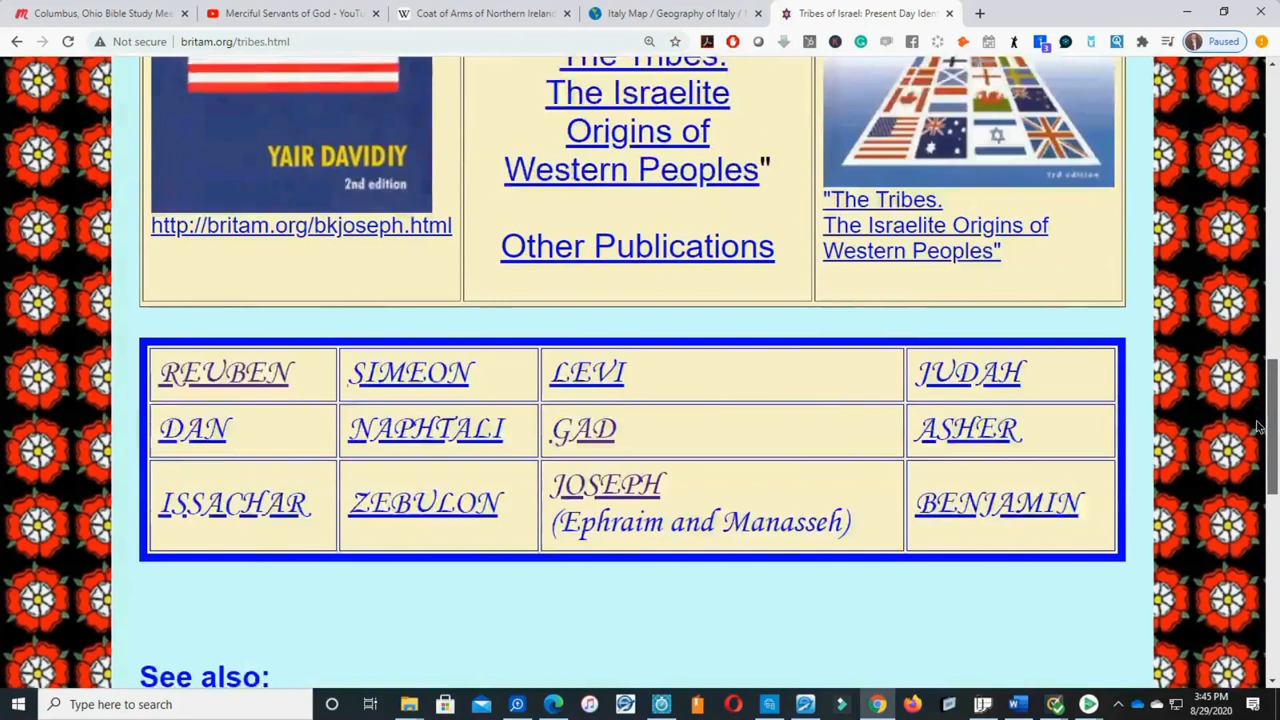 Columbus, Ohio Bible Study Mee
Merciful Servants of God - YouTu
Coat of Arms of Northern Ireland
Italy Map / Geography of Italy /
Tribes of Israel: Present Day Iden
Not secure | britam.org/tribes.html
Paused
The Tribes.
The Israelite
Origins of
Western Peoples"
Other Publications
YAIR DAVIDIY
2nd edition
http://britam.org/bkjoseph.html
"The Tribes.
The Israelite Origins of
Western Peoples"
REUBEN SIMEON LEVI JUDAH
DAN NAPHTALI GAD ASHER
ISSACHAR ZEBULON JOSEPH BENJAMIN
(Ephraim and Manasseh)
See also:
Type here to search
3:45 PM
8/29/2020